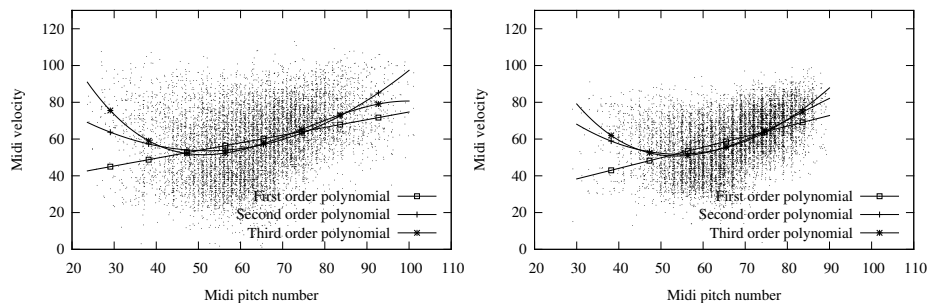 120
100
80
60
40
20
0
Midi velocity
First order polynomial
Second order polynomial
Third order polynomial
20 30 40 50 60 70 80 90 100 110
Midi pitch number
120
100
80
60
40
20
0
Midi velocity
First order polynomial
Second order polynomial
Third order polynomial
20 30 40 50 60 70 80 90 100 110
Midi pitch number